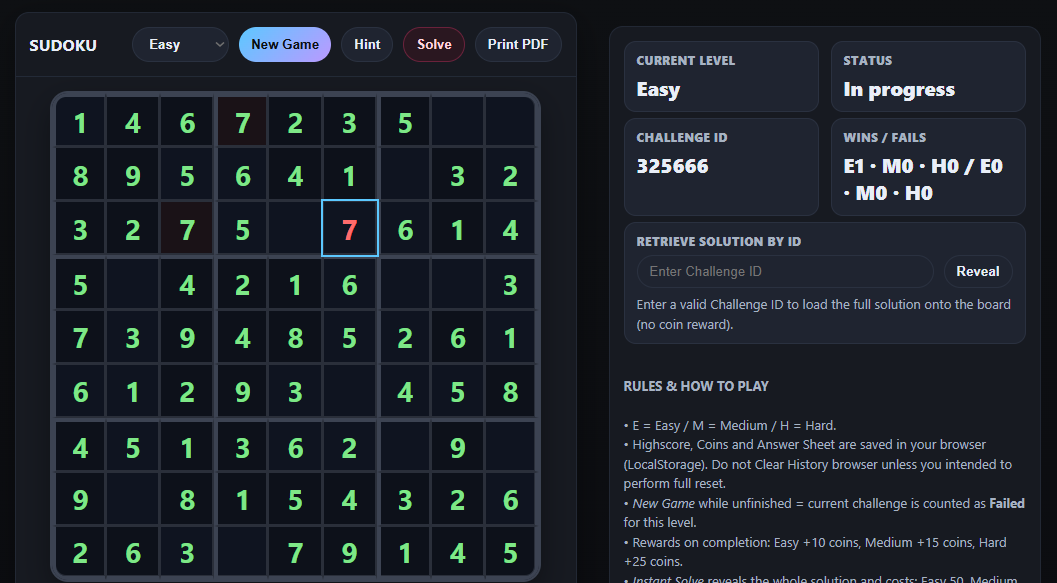 SUDOKU Easy New Game Hint Solve Print PDF
1 4 6 7 2 3 5
8 9 5 6 4 1 3 2
3 2 7 5 7 6 1 4
5 4 2 1 6 3
7 3 9 4 8 5 2 6 1
6 1 2 9 3 4 5 8
4 5 1 3 6 2 9
9 8 1 5 4 3 2 6
2 6 3 7 9 1 4 5
CURRENT LEVEL
Easy
STATUS
In progress
CHALLENGE ID
325666
WINS / FAILS
E1 · M0 · H0 / E0
· M0 · H0
RETRIEVE SOLUTION BY ID
Enter Challenge ID Reveal
Enter a valid Challenge ID to load the full solution onto the board
(no coin reward).
RULES & HOW TO PLAY
• E = Easy / M = Medium / H = Hard.
• Highscore, Coins and Answer Sheet are saved in your browser
(LocalStorage). Do not Clear History browser unless you intended to
perform full reset.
• New Game while unfinished = current challenge is counted as Failed
for this level.
• Rewards on completion: Easy +10 coins, Medium +15 coins, Hard
+25 coins.
• Instant Solve reveals the whole solution and costs: Easy 50, Medium